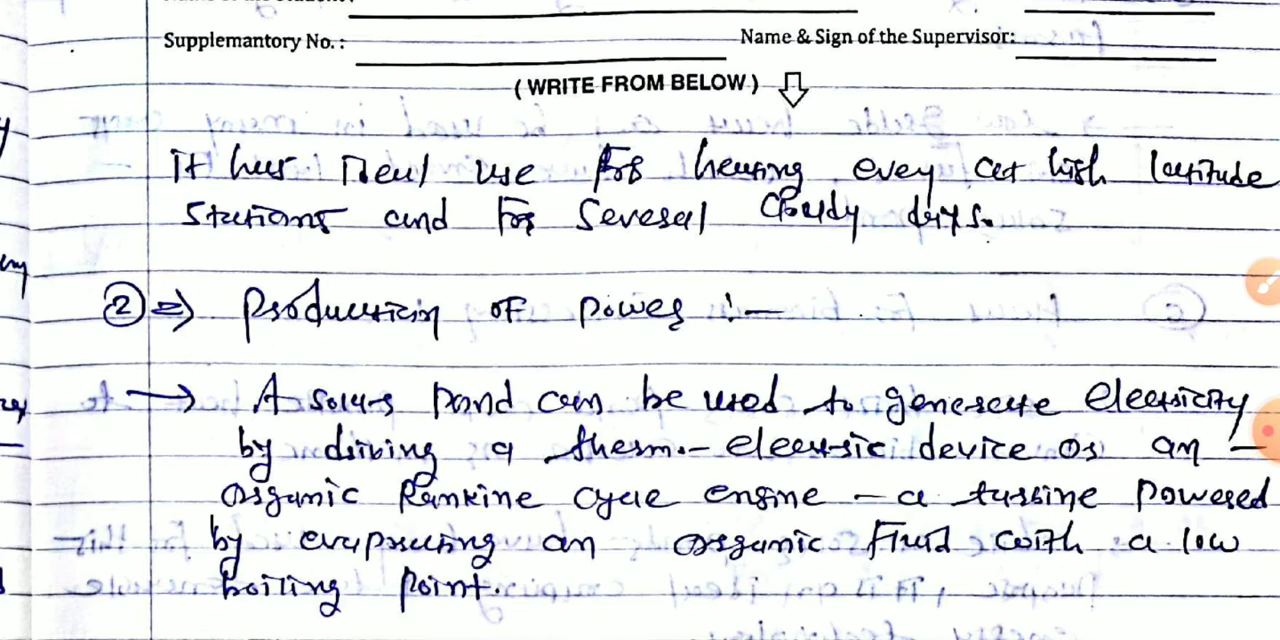 Supplemantory No. :
Name & Sign of the Supervisor:
( WRITE FROM BELOW )
It has Ideal use for heating evey at high latitude
stations and for several cloudy days.
② ⇒ Production of power :-
→ A solar pond can be used to generate electricity
by driving a therm.- electric device or an -
organic Rankine cycle engine - a turbine powered
by evaporating an organic fluid with a low
boiling point.